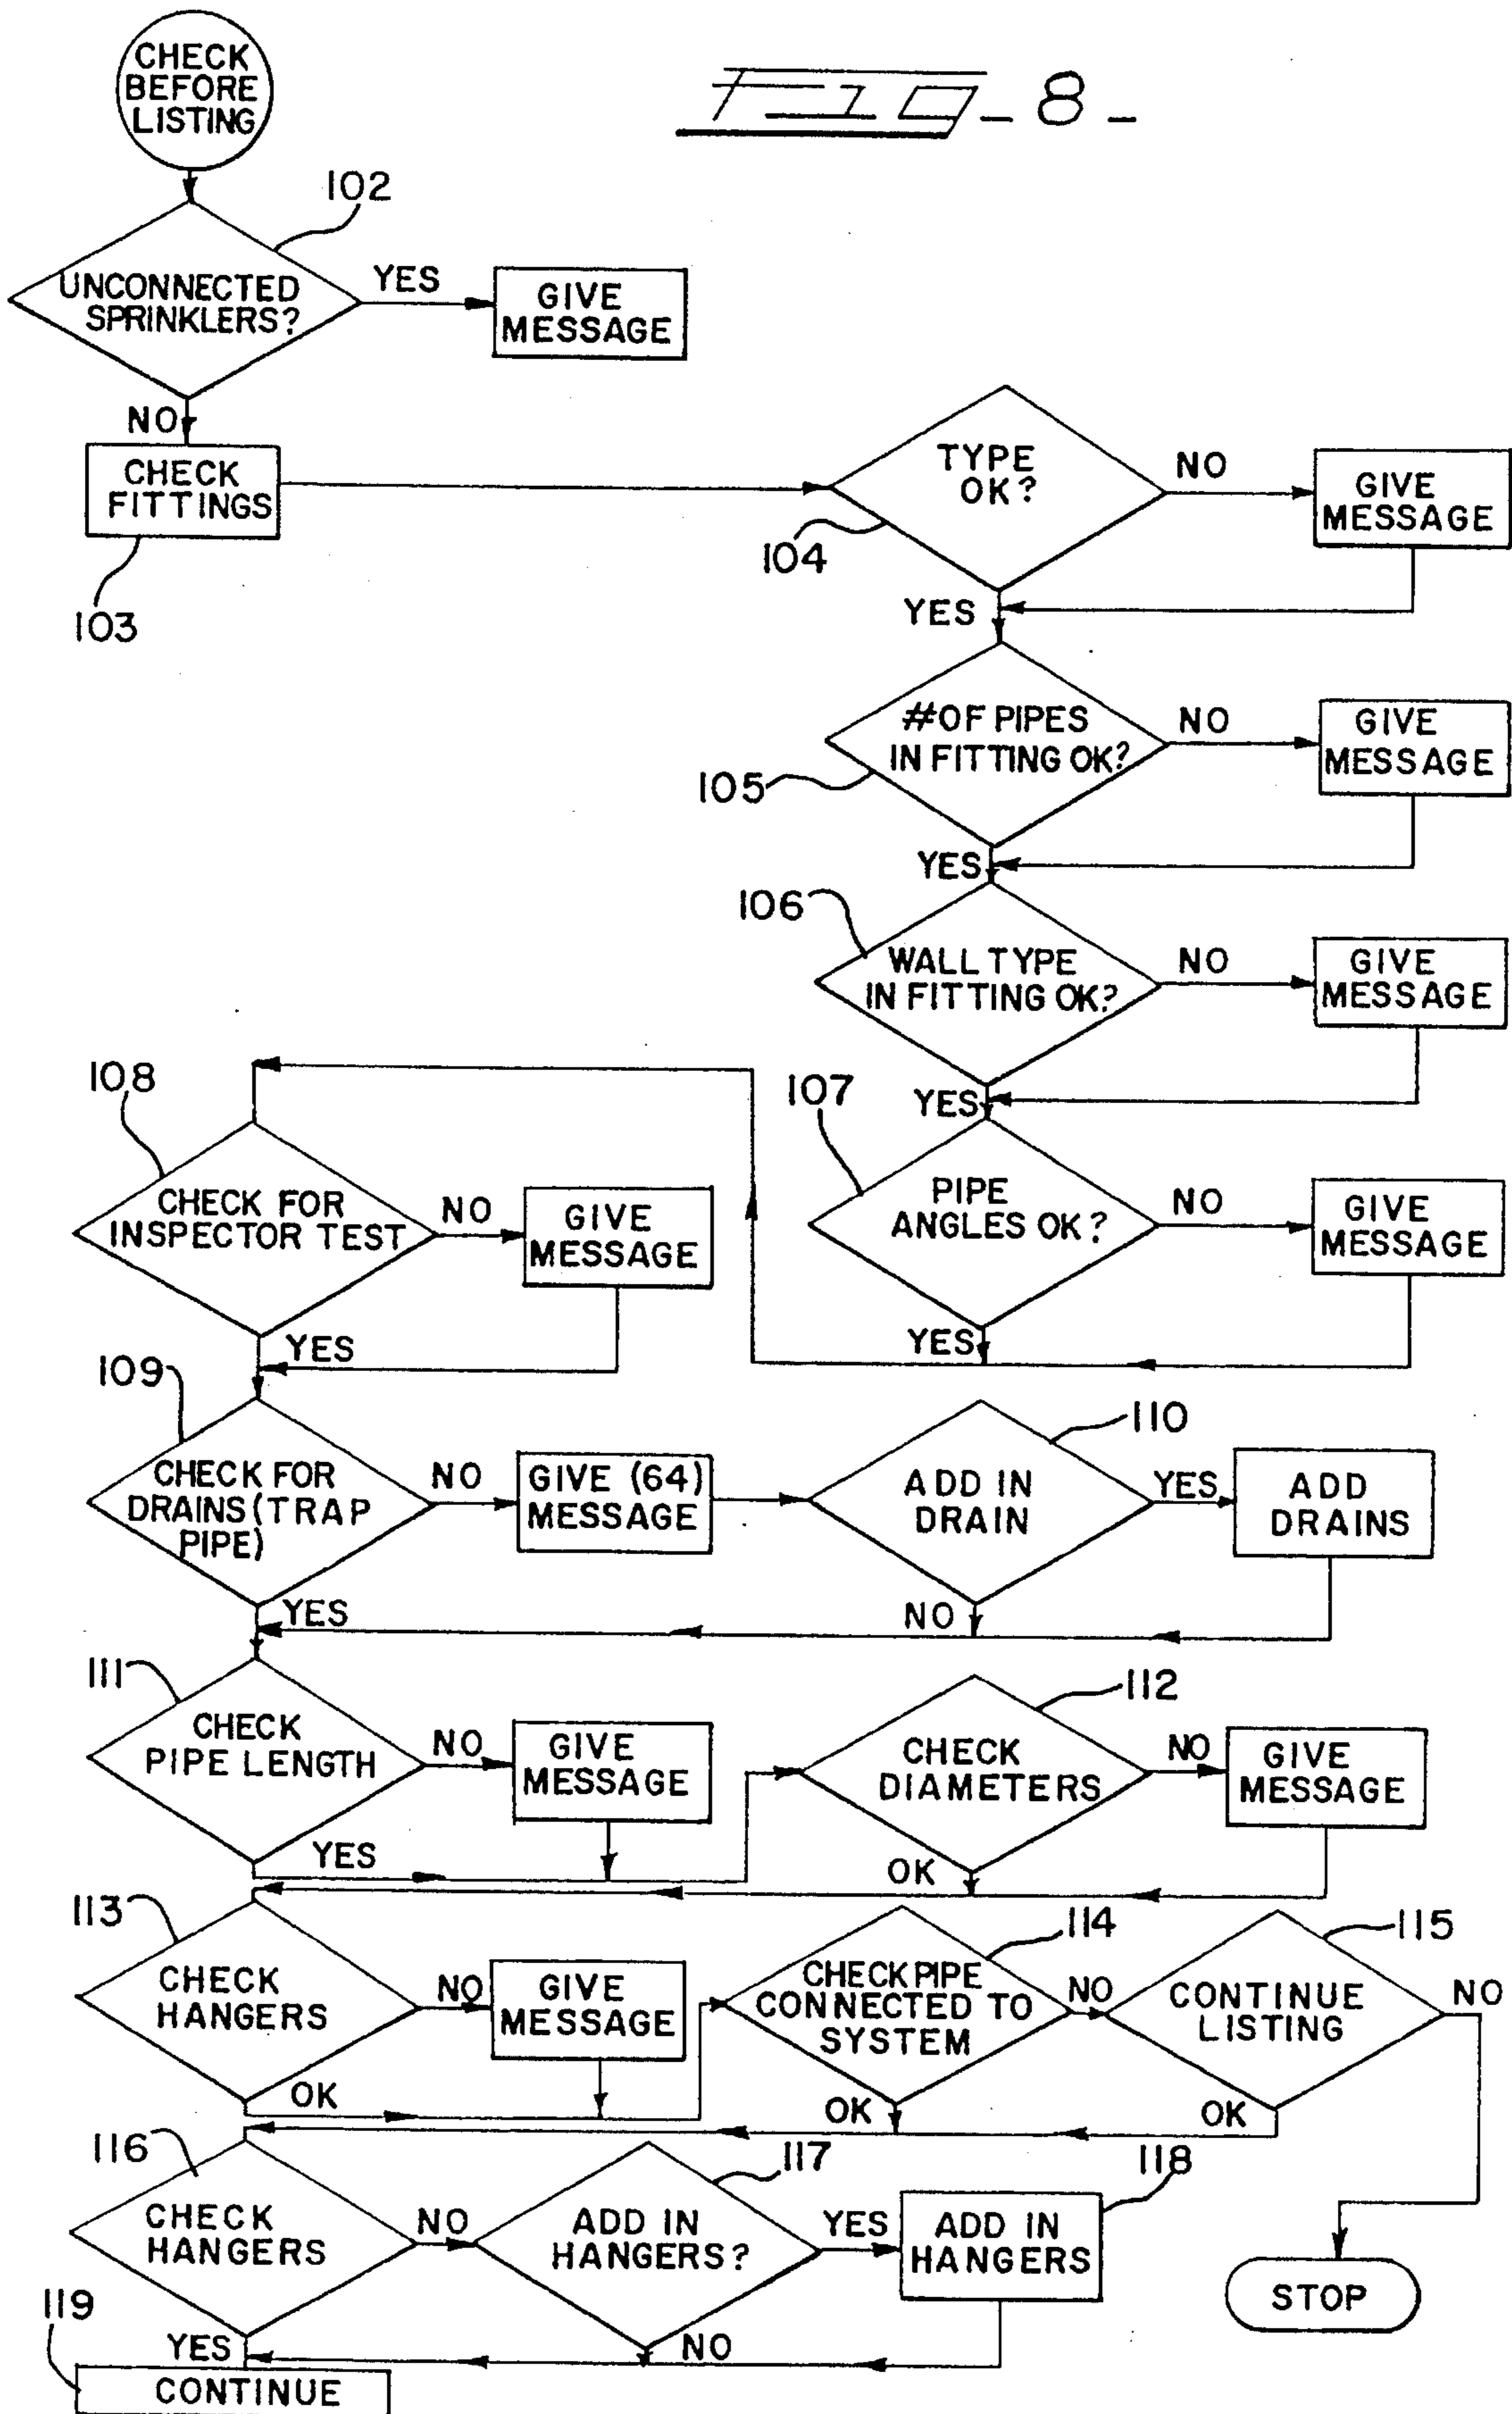 CHECK
BEFORE
LISTING
FIG_8_
102
UNCONNECTED
SPRINKLERS?
YES
GIVE
MESSAGE
NO
CHECK
FITTINGS
103
TYPE
OK?
104
NO
GIVE
MESSAGE
YES
#OF PIPES
IN FITTING OK?
105
NO
GIVE
MESSAGE
YES
106
WALL TYPE
IN FITTING OK?
NO
GIVE
MESSAGE
YES
107
PIPE
ANGLES OK?
NO
GIVE
MESSAGE
YES
108
CHECK FOR
INSPECTOR TEST
NO
GIVE
MESSAGE
YES
109
CHECK FOR
DRAINS(TRAP
PIPE)
NO
GIVE (64)
MESSAGE
110
ADD IN
DRAIN
YES
ADD
DRAINS
NO
YES
111
CHECK
PIPE LENGTH
NO
GIVE
MESSAGE
YES
112
CHECK
DIAMETERS
NO
GIVE
MESSAGE
OK
113
CHECK
HANGERS
NO
GIVE
MESSAGE
OK
114
CHECK PIPE
CONNECTED TO
SYSTEM
NO
OK
115
CONTINUE
LISTING
NO
OK
STOP
116
CHECK
HANGERS
NO
117
ADD IN
HANGERS?
YES
118
ADD IN
HANGERS
NO
YES
119
CONTINUE